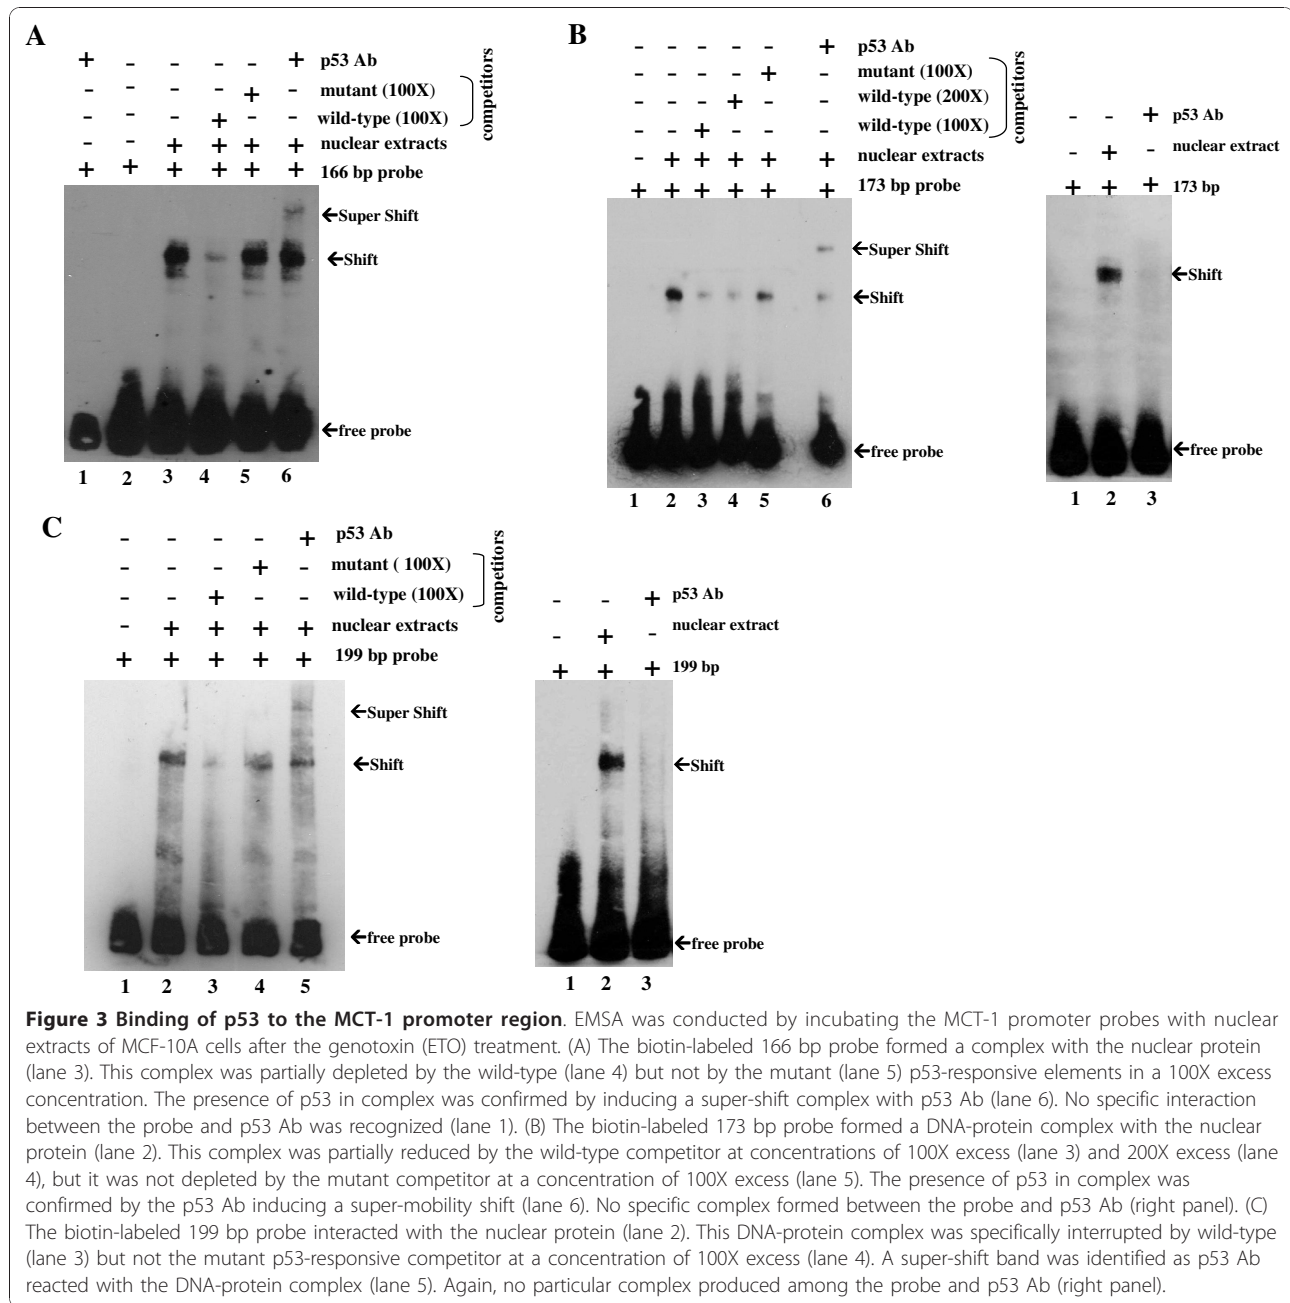 A
+ - - - - + p53 Ab
- - - - + - mutant (100X)
- - - + - - wild-type (100X)
competitors
- - + + + + nuclear extracts
+ + + + + + 166 bp probe
←Super Shift
←Shift
←free probe
1 2 3 4 5 6
B
- - - - - + p53 Ab
- - - - + - mutant (100X)
- - - + - - wild-type (200X)
- - + - - - wild-type (100X)
competitors
- + + + + + nuclear extracts
+ + + + + + 173 bp probe
←Super Shift
←Shift
←free probe
1 2 3 4 5 6
- - + p53 Ab
- + - nuclear extract
+ + + 173 bp
←Shift
←free probe
1 2 3
C
- - - - + p53 Ab
- - - + - mutant ( 100X)
- - + - - wild-type (100X)
competitors
- + + + + nuclear extracts
+ + + + + 199 bp probe
←Super Shift
←Shift
←free probe
1 2 3 4 5
- - + p53 Ab
- + - nuclear extract
+ + + 199 bp
←Shift
←free probe
1 2 3
Figure 3 Binding of p53 to the MCT-1 promoter region. EMSA was conducted by incubating the MCT-1 promoter probes with nuclear
extracts of MCF-10A cells after the genotoxin (ETO) treatment. (A) The biotin-labeled 166 bp probe formed a complex with the nuclear protein
(lane 3). This complex was partially depleted by the wild-type (lane 4) but not by the mutant (lane 5) p53-responsive elements in a 100X excess
concentration. The presence of p53 in complex was confirmed by inducing a super-shift complex with p53 Ab (lane 6). No specific interaction
between the probe and p53 Ab was recognized (lane 1). (B) The biotin-labeled 173 bp probe formed a DNA-protein complex with the nuclear
protein (lane 2). This complex was partially reduced by the wild-type competitor at concentrations of 100X excess (lane 3) and 200X excess (lane
4), but it was not depleted by the mutant competitor at a concentration of 100X excess (lane 5). The presence of p53 in complex was
confirmed by the p53 Ab inducing a super-mobility shift (lane 6). No specific complex formed between the probe and p53 Ab (right panel). (C)
The biotin-labeled 199 bp probe interacted with the nuclear protein (lane 2). This DNA-protein complex was specifically interrupted by wild-type
(lane 3) but not the mutant p53-responsive competitor at a concentration of 100X excess (lane 4). A super-shift band was identified as p53 Ab
reacted with the DNA-protein complex (lane 5). Again, no particular complex produced among the probe and p53 Ab (right panel).